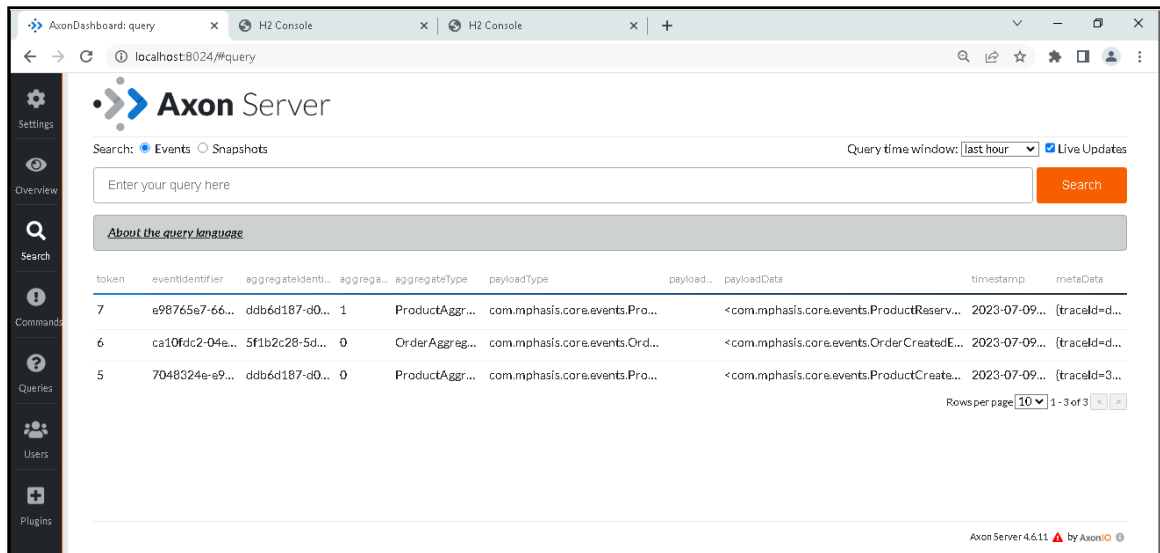 AxonDashboard: query
H2 Console
H2 Console
localhost:8024/#query
Settings
Overview
Search
Commands
Queries
Users
Plugins
Axon Server
Search: Events Snapshots
Query time window: last hour Live Updates
Enter your query here Search
About the query language
token eventIdentifier aggregateIdenti... aggrega... aggregateType payloadType payload... payloadData timestamp metaData
7 e98765e7-66... ddb6d187-d0... 1 ProductAggr... com.mphasis.core.events.Pro... <com.mphasis.core.events.ProductReserv... 2023-07-09... {traceId=d...
6 ca10fdc2-04e... 5f1b2c28-5d... 0 OrderAggreg... com.mphasis.core.events.Ord... <com.mphasis.core.events.OrderCreatedE... 2023-07-09... {traceId=d...
5 7048324e-e9... ddb6d187-d0... 0 ProductAggr... com.mphasis.core.events.Pro... <com.mphasis.core.events.ProductCreate... 2023-07-09... {traceId=3...
Rows per page 10 1 - 3 of 3 < >
Axon Server 4.6.11 by AxonIQ